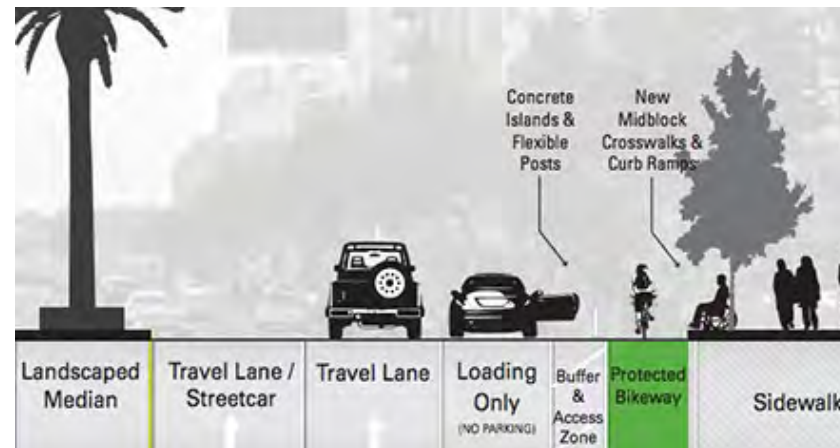 Concrete
Islands &
Flexible
Posts
New
Midblock
Crosswalks &
Curb Ramps
Landscaped
Median
Travel Lane /
Streetcar
Travel Lane
Loading
Only
(NO PARKING)
Buffer
&
Access
Zone
Protected
Bikeway
Sidewalk